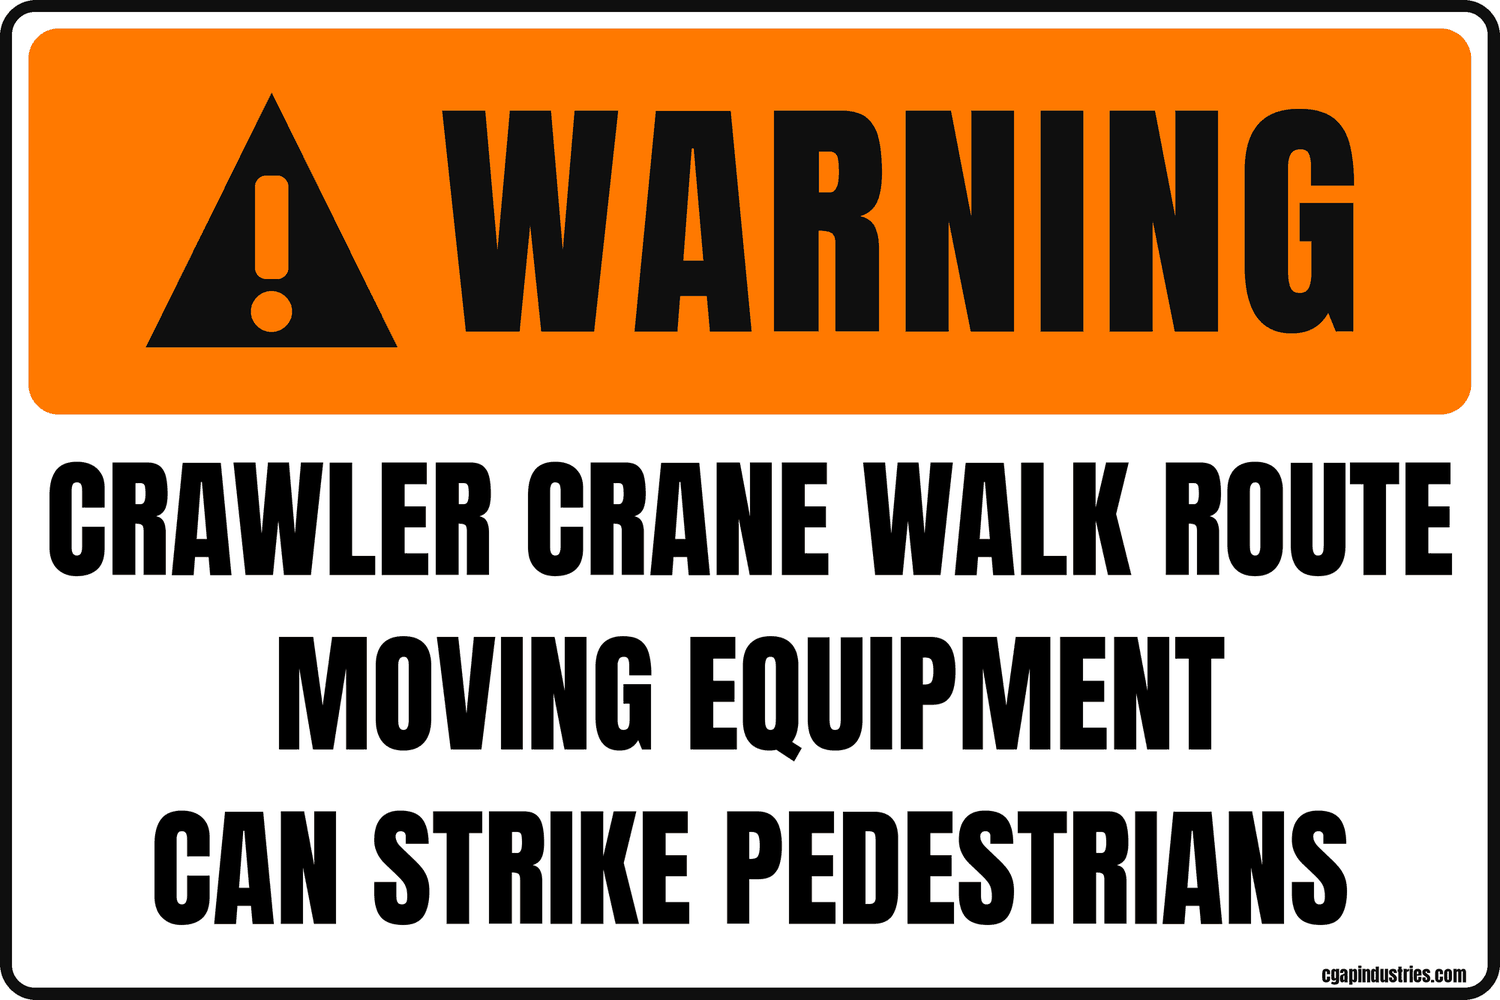 WARNING
CRAWLER CRANE WALK ROUTE
MOVING EQUIPMENT
CAN STRIKE PEDESTRIANS
cgapindustries.com